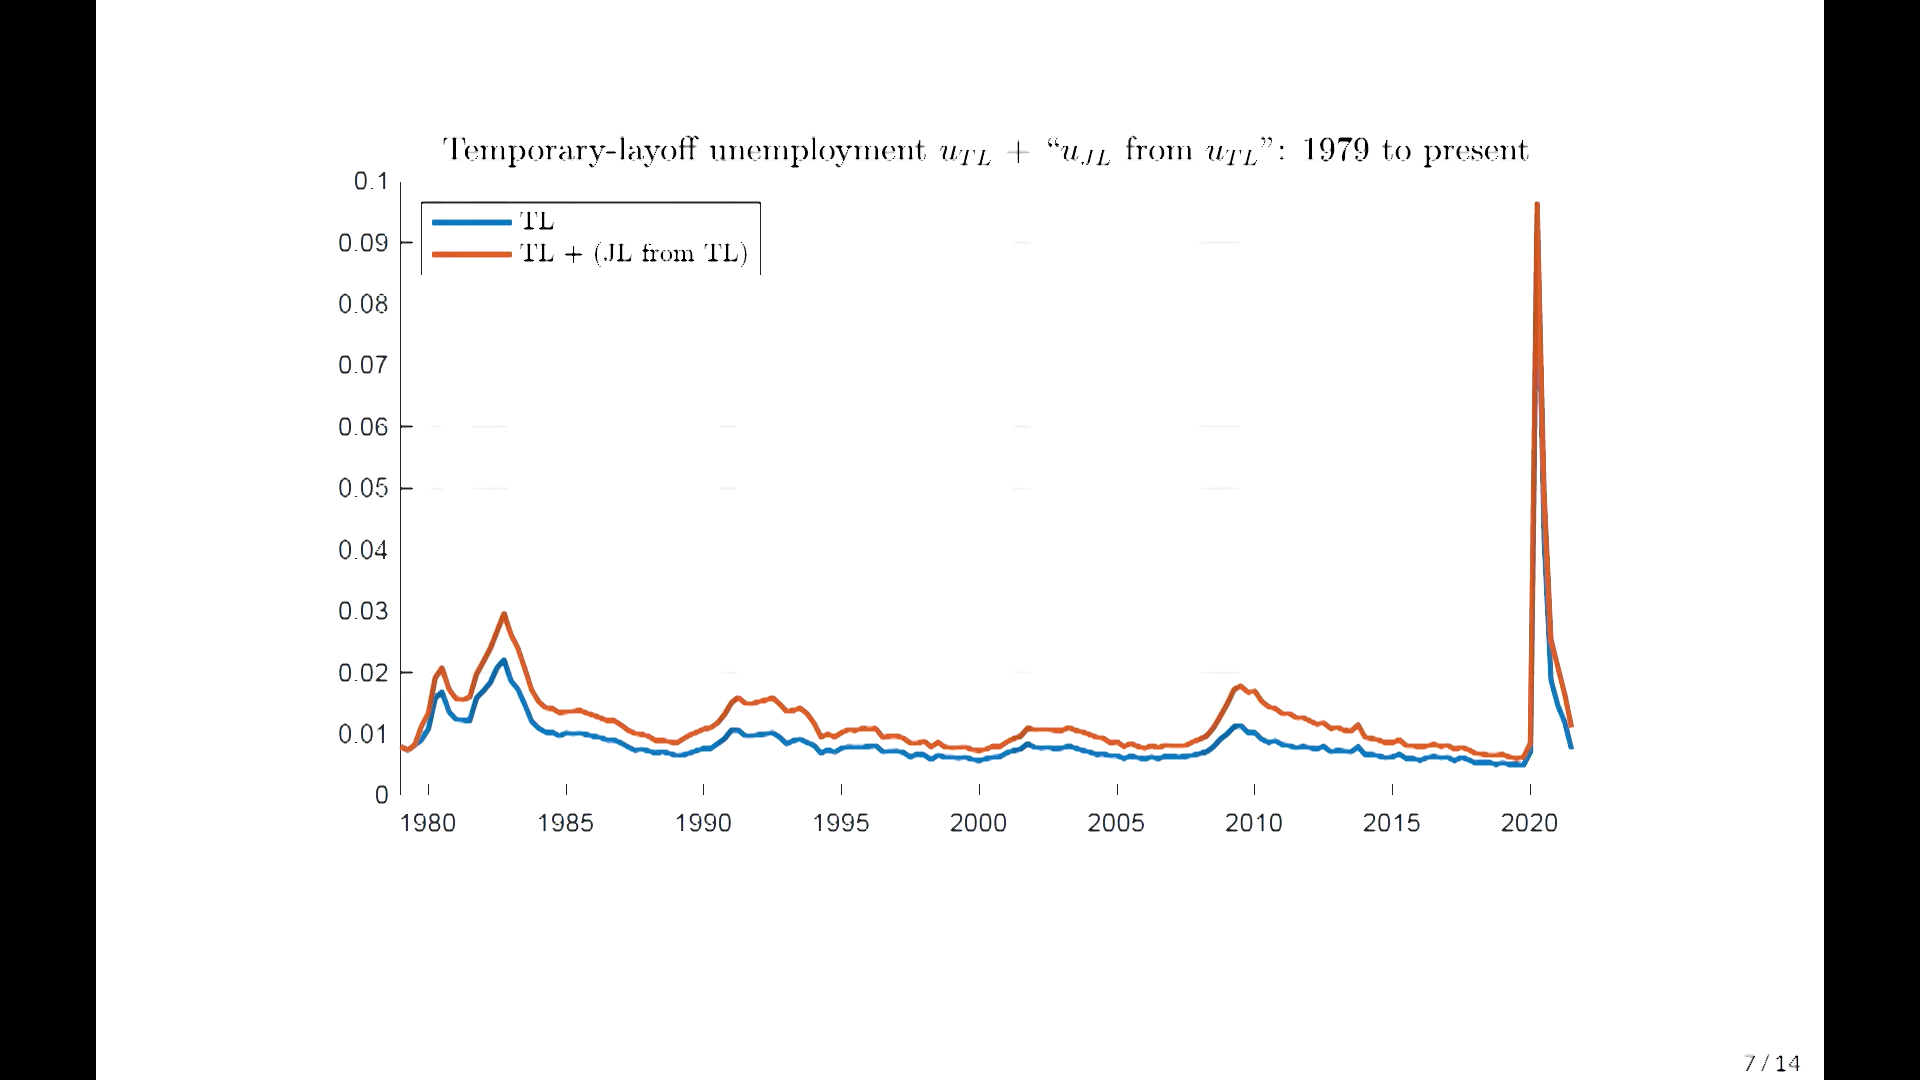 Temporary-layoff unemployment u_TL + “u_JL from u_TL”: 1979 to present
0.1
TL
0.09
TL + (JL from TL)
0.08
0.07
0.06
0.05
0.04
0.03
0.02
0.01
0
1980 1985 1990 1995 2000 2005 2010 2015 2020
7 / 14